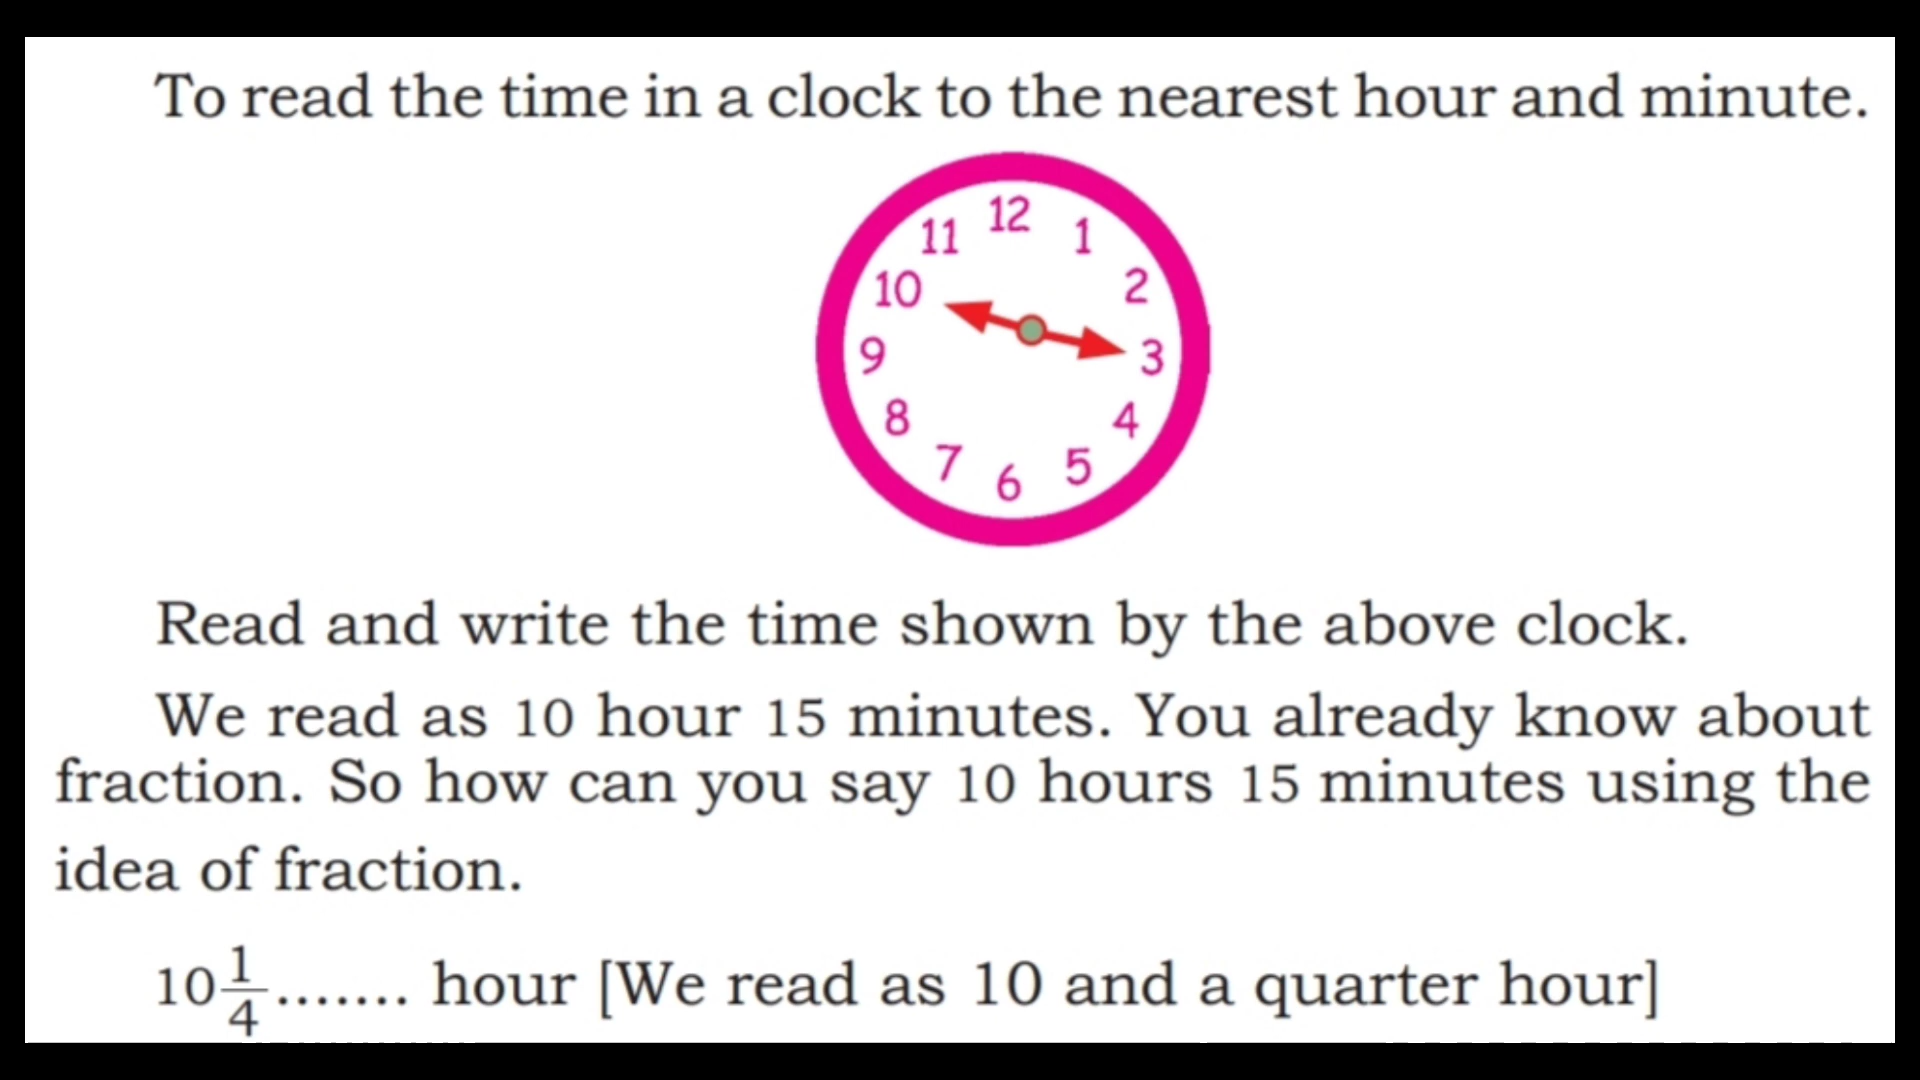 To read the time in a clock to the nearest hour and minute.
12
11 1
10 2
9 3
8 4
7 5
6
Read and write the time shown by the above clock.
We read as 10 hour 15 minutes. You already know about
fraction. So how can you say 10 hours 15 minutes using the
idea of fraction.
10 1/4 ....... hour [We read as 10 and a quarter hour]